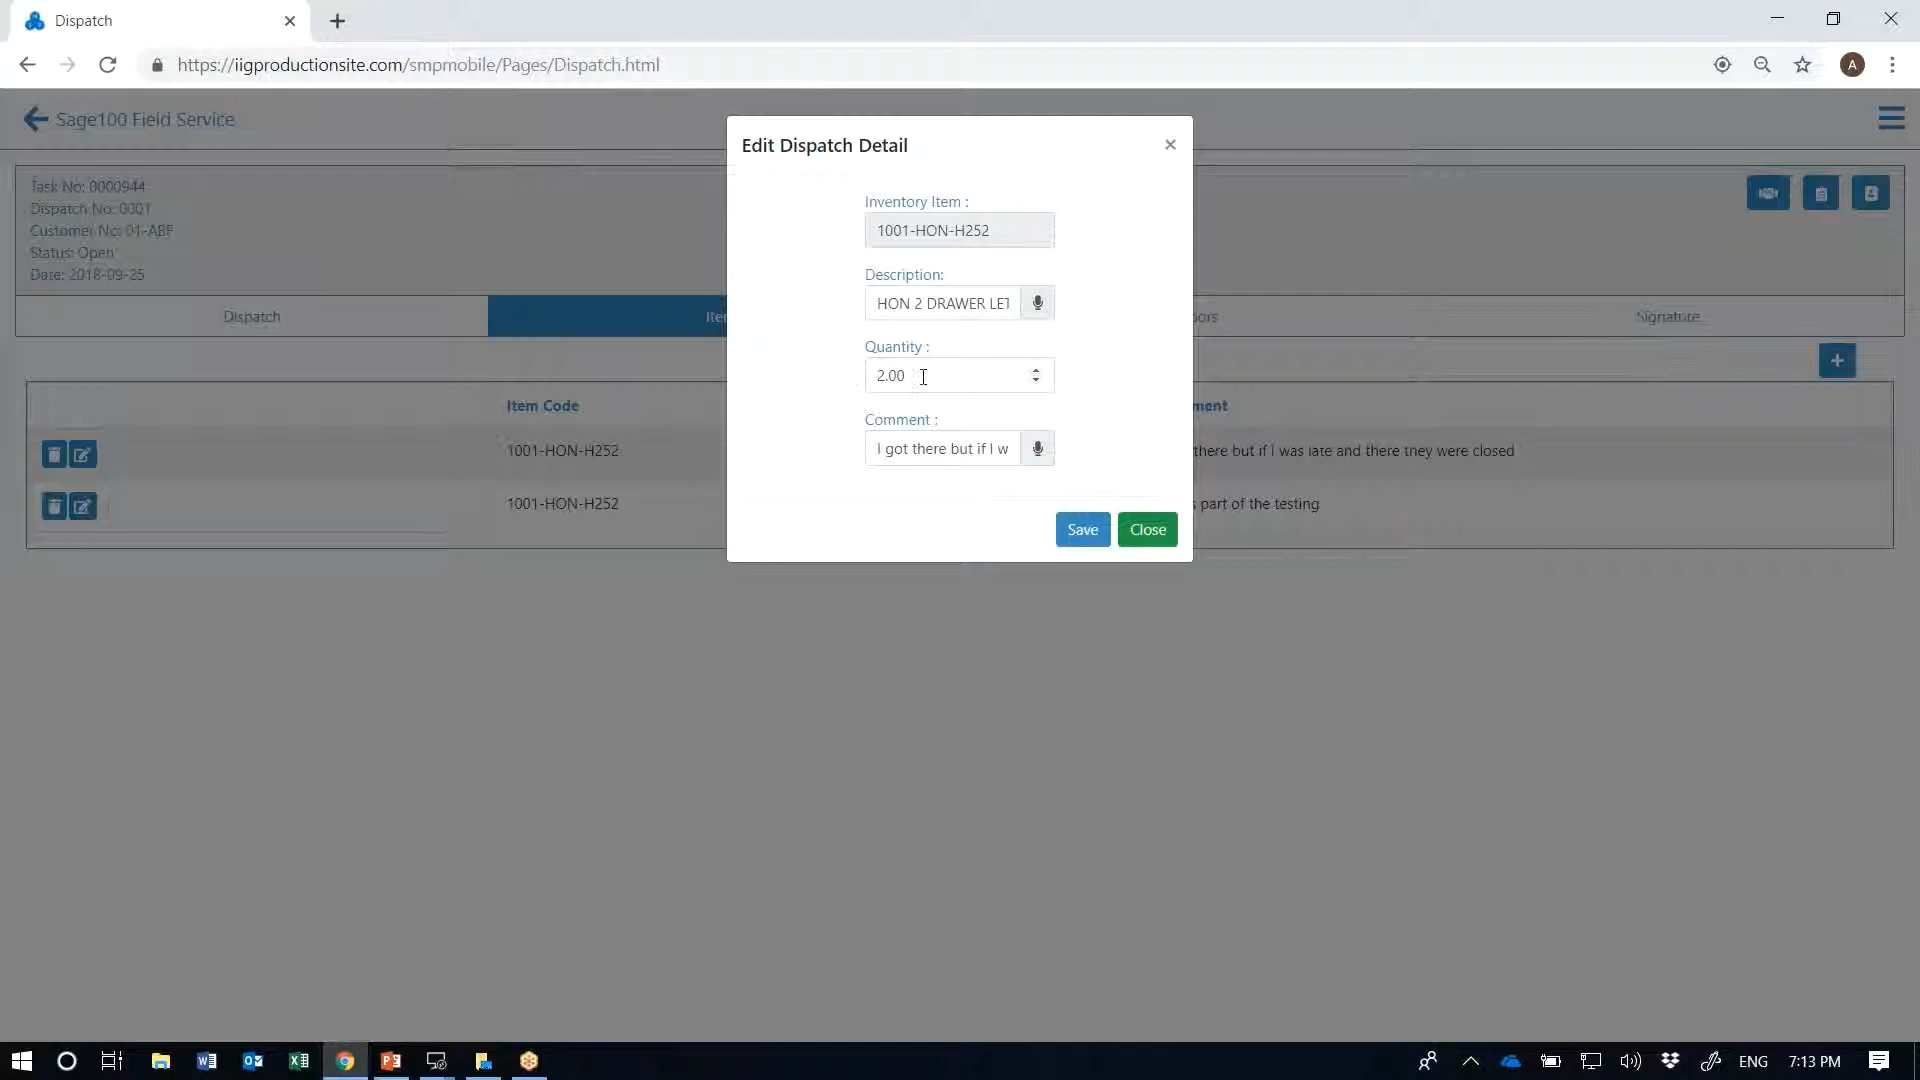 Dispatch
https://iigproductionsite.com/smpmobile/Pages/Dispatch.html
A
Sage100 Field Service
Task No: 0000944
Dispatch No: 0001
Customer No: 01-ABF
Status: Open
Date: 2018-09-25
Dispatch
Signature
Item Code
1001-HON-H252
there but if I was late and there they were closed
1001-HON-H252
part of the testing
Edit Dispatch Detail
Inventory Item :
1001-HON-H252
Description:
HON 2 DRAWER LET
Quantity :
2.00
Comment :
I got there but if I w
Save
Close
ENG
7:13 PM